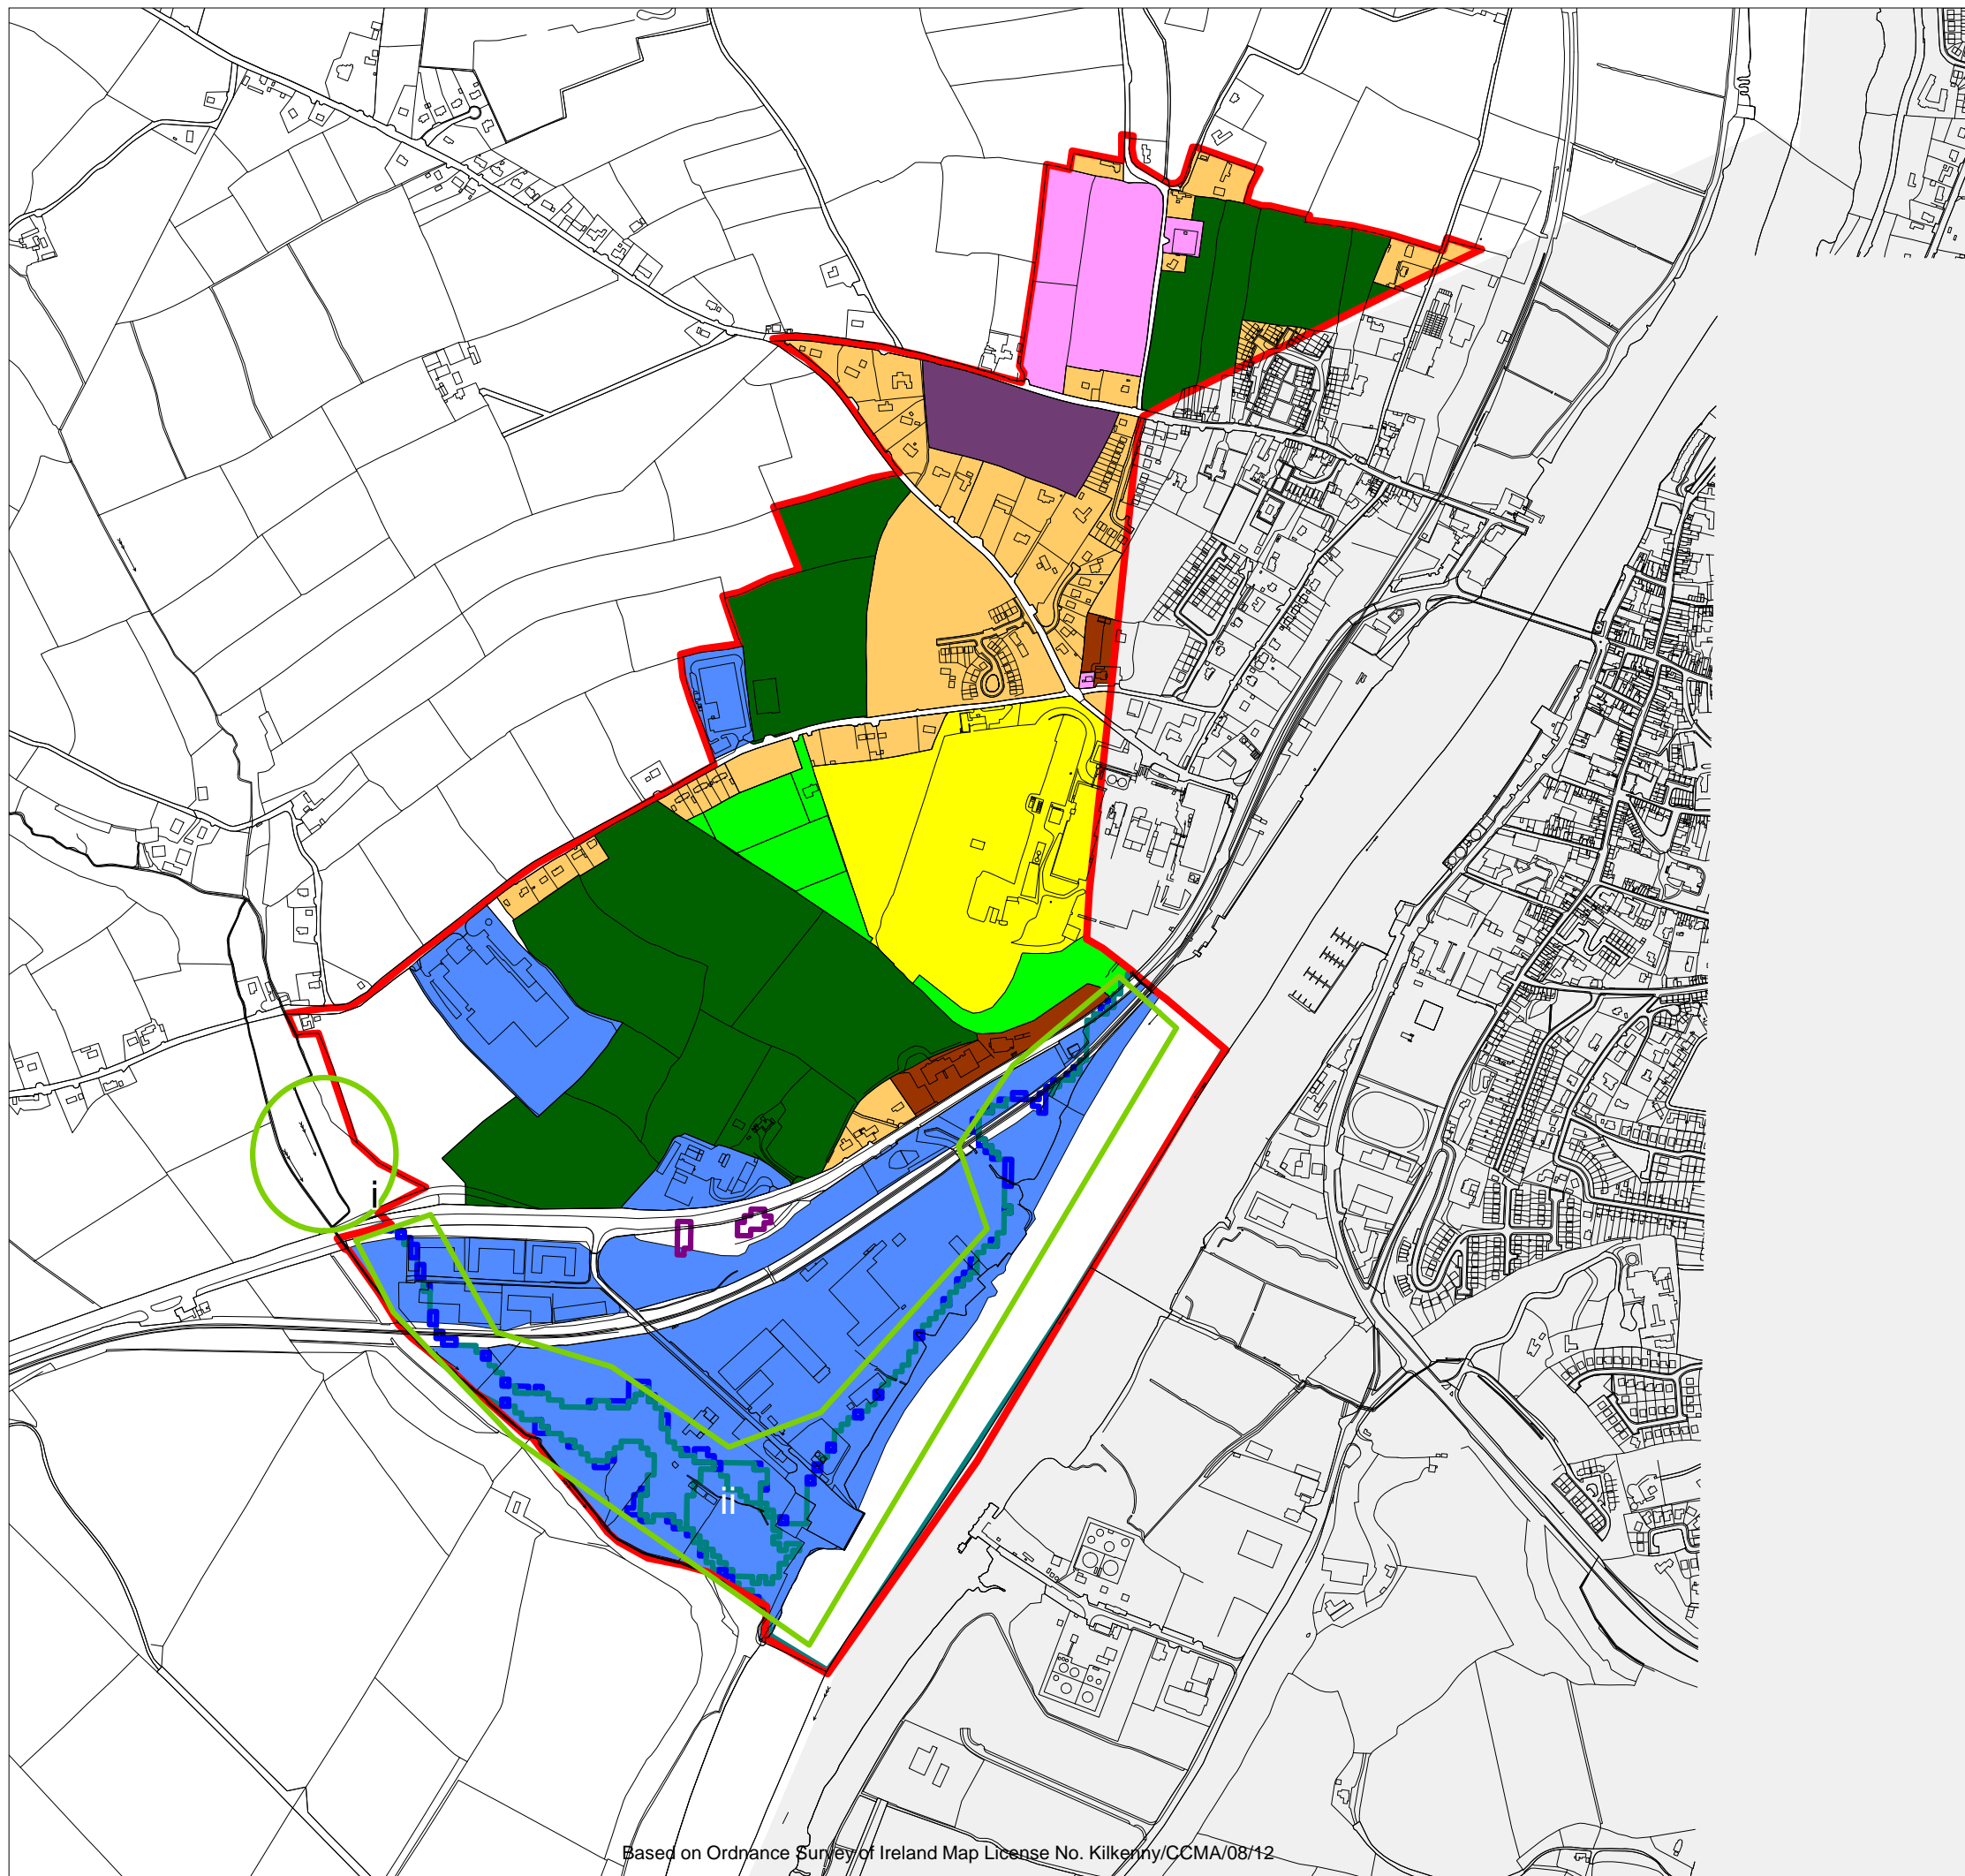 i
ii
Based on Ordnance Survey of Ireland Map License No. Kilkenny/CCMA/08/12